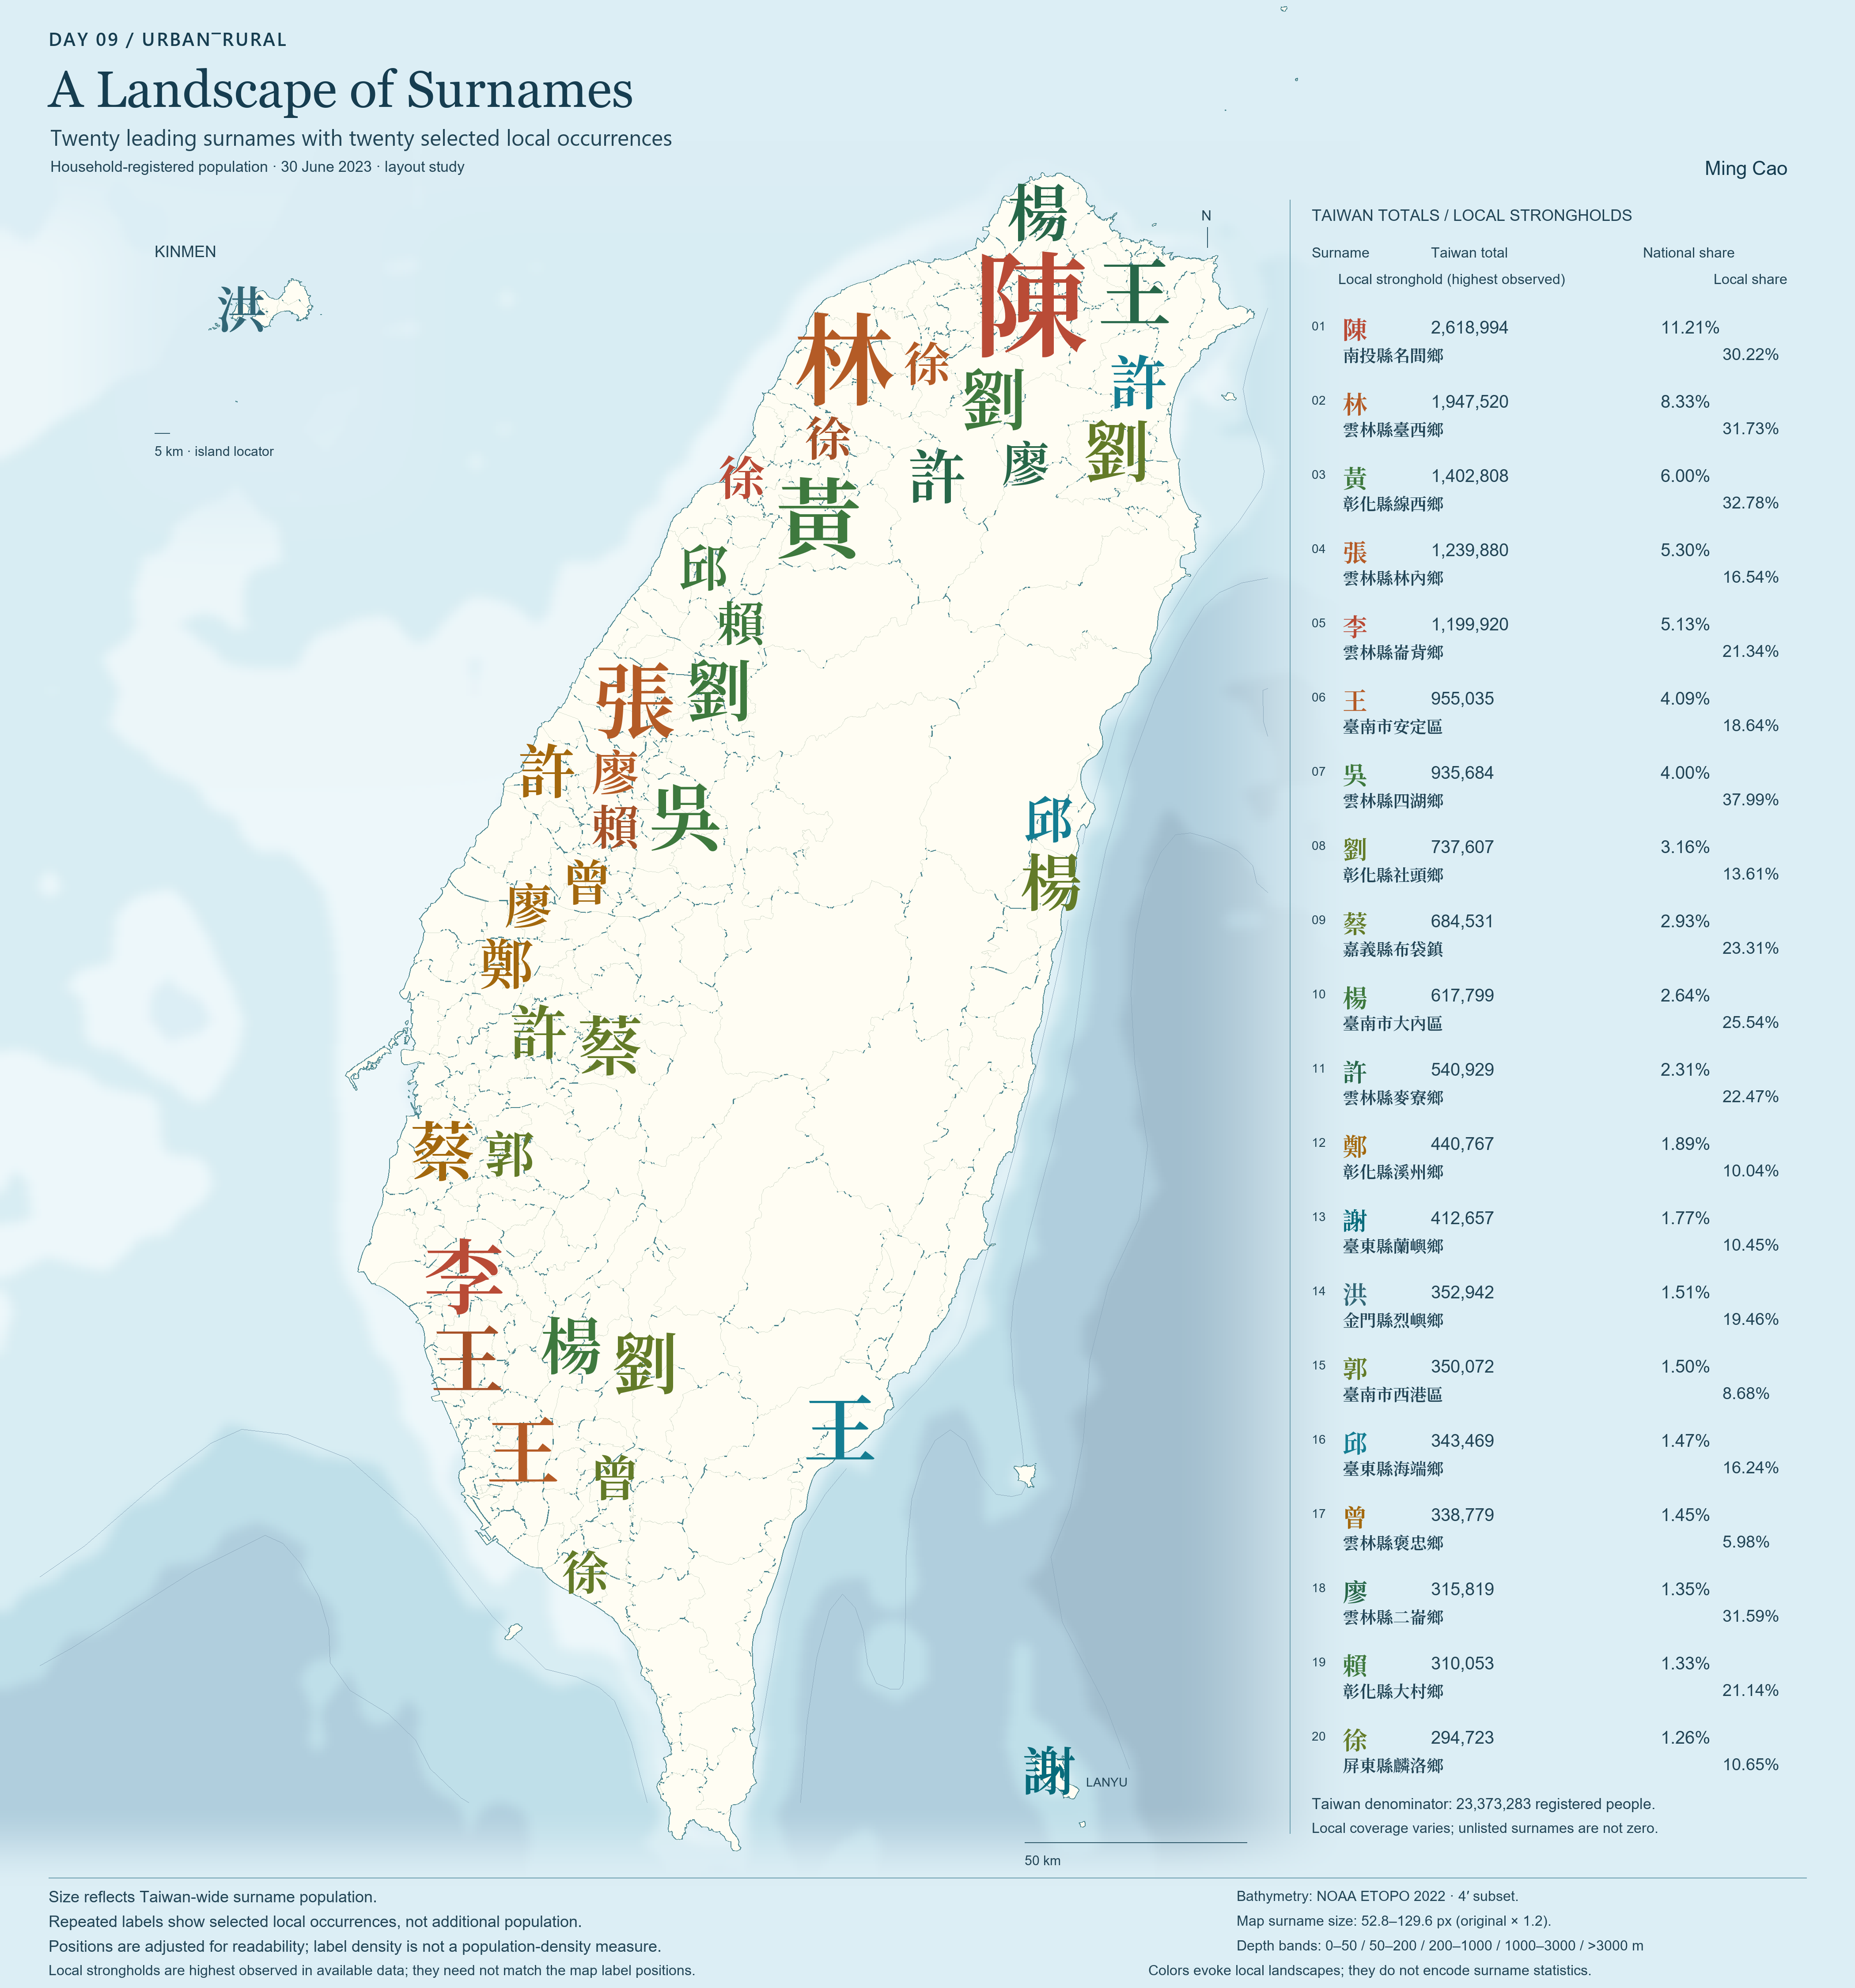 DAY 09 / URBAN–RURAL
A Landscape of Surnames
Twenty leading surnames with twenty selected local occurrences
Household-registered population · 30 June 2023 · layout study
Ming Cao
KINMEN
洪
5 km · island locator
N
楊
陳 王
林 徐
許
劉
徐
劉
徐
許 廖
黃
邱
賴
張 劉
許 廖
賴 吳
邱
曾
楊
廖
鄭
許 蔡
蔡 郭
李
王
楊 劉
王
王
曾
徐
謝 LANYU
50 km
TAIWAN TOTALS / LOCAL STRONGHOLDS
Surname Taiwan total National share
Local stronghold (highest observed) Local share
01 陳 2,618,994 11.21%
南投縣名間鄉 30.22%
02 林 1,947,520 8.33%
雲林縣臺西鄉 31.73%
03 黃 1,402,808 6.00%
彰化縣線西鄉 32.78%
04 張 1,239,880 5.30%
雲林縣林內鄉 16.54%
05 李 1,199,920 5.13%
雲林縣崙背鄉 21.34%
06 王 955,035 4.09%
臺南市安定區 18.64%
07 吳 935,684 4.00%
雲林縣四湖鄉 37.99%
08 劉 737,607 3.16%
彰化縣社頭鄉 13.61%
09 蔡 684,531 2.93%
嘉義縣布袋鎮 23.31%
10 楊 617,799 2.64%
臺南市大內區 25.54%
11 許 540,929 2.31%
雲林縣麥寮鄉 22.47%
12 鄭 440,767 1.89%
彰化縣溪州鄉 10.04%
13 謝 412,657 1.77%
臺東縣蘭嶼鄉 10.45%
14 洪 352,942 1.51%
金門縣烈嶼鄉 19.46%
15 郭 350,072 1.50%
臺南市西港區 8.68%
16 邱 343,469 1.47%
臺東縣海端鄉 16.24%
17 曾 338,779 1.45%
雲林縣褒忠鄉 5.98%
18 廖 315,819 1.35%
雲林縣二崙鄉 31.59%
19 賴 310,053 1.33%
彰化縣大村鄉 21.14%
20 徐 294,723 1.26%
屏東縣麟洛鄉 10.65%
Taiwan denominator: 23,373,283 registered people.
Local coverage varies; unlisted surnames are not zero.
Size reflects Taiwan-wide surname population.
Repeated labels show selected local occurrences, not additional population.
Positions are adjusted for readability; label density is not a population-density measure.
Local strongholds are highest observed in available data; they need not match the map label positions.
Bathymetry: NOAA ETOPO 2022 · 4′ subset.
Map surname size: 52.8–129.6 px (original × 1.2).
Depth bands: 0–50 / 50–200 / 200–1000 / 1000–3000 / >3000 m
Colors evoke local landscapes; they do not encode surname statistics.